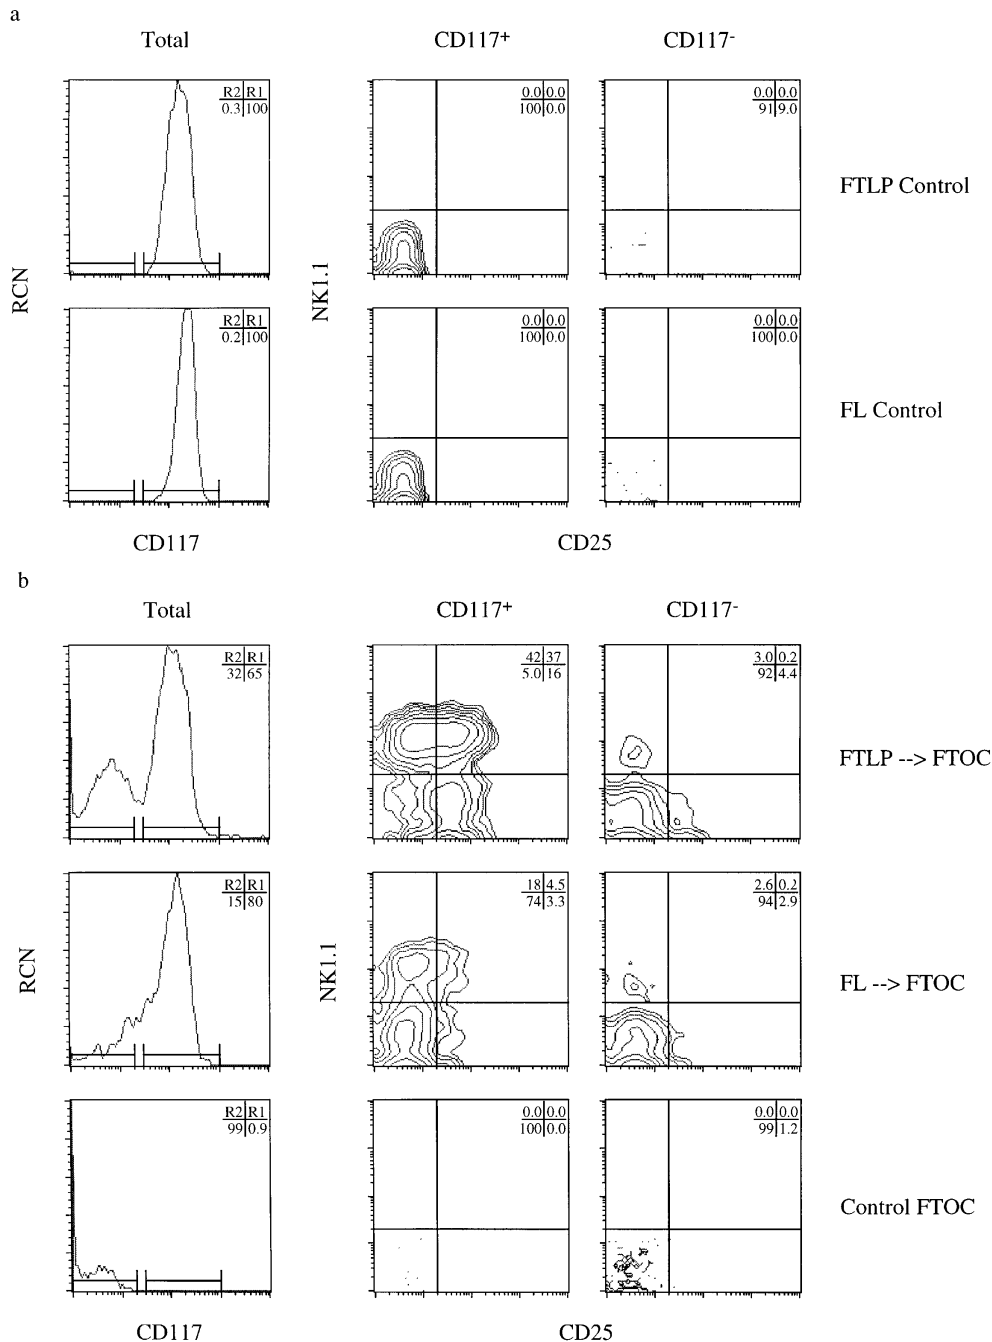 a
Total
CD117+
CD117-
R2 R1
0.3 100
0.0 0.0
100 0.0
0.0 0.0
91 9.0
FTLP Control
RCN
NK1.1
R2 R1
0.2 100
0.0 0.0
100 0.0
0.0 0.0
100 0.0
FL Control
CD117
CD25
b
Total
CD117+
CD117-
R2 R1
32 65
42 37
5.0 16
3.0 0.2
92 4.4
FTLP --> FTOC
R2 R1
15 80
18 4.5
74 3.3
2.6 0.2
94 2.9
RCN
NK1.1
FL --> FTOC
R2 R1
99 0.9
0.0 0.0
100 0.0
0.0 0.0
99 1.2
Control FTOC
CD117
CD25